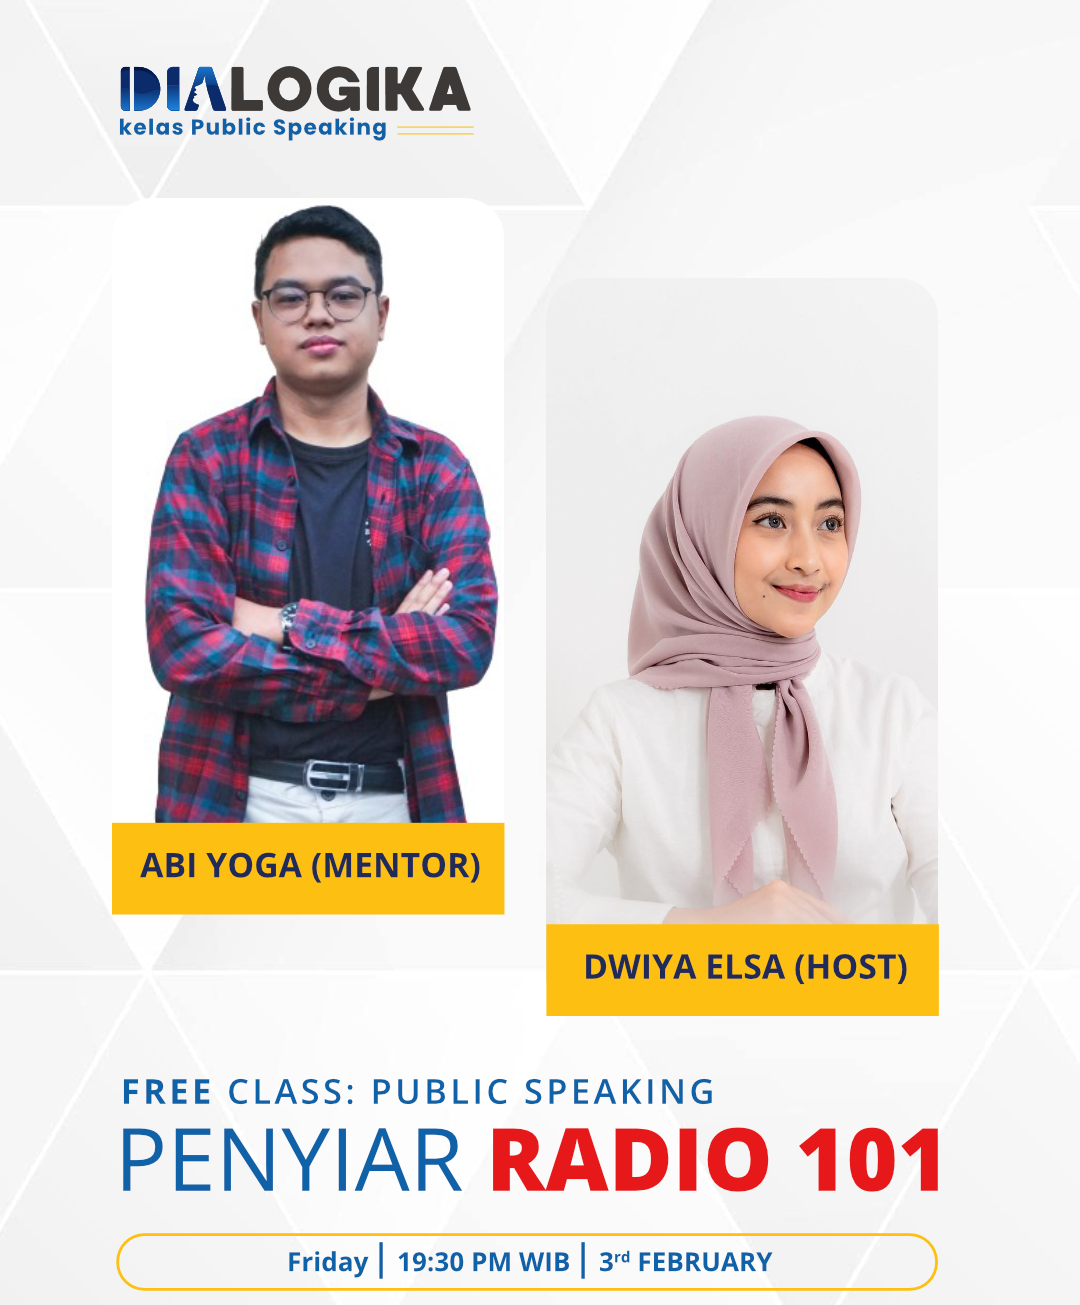 DIALOGIKA
kelas Public Speaking
ABI YOGA (MENTOR)
DWIYA ELSA (HOST)
FREE CLASS: PUBLIC SPEAKING
PENYIAR RADIO 101
Friday | 19:30 PM WIB | 3rd FEBRUARY